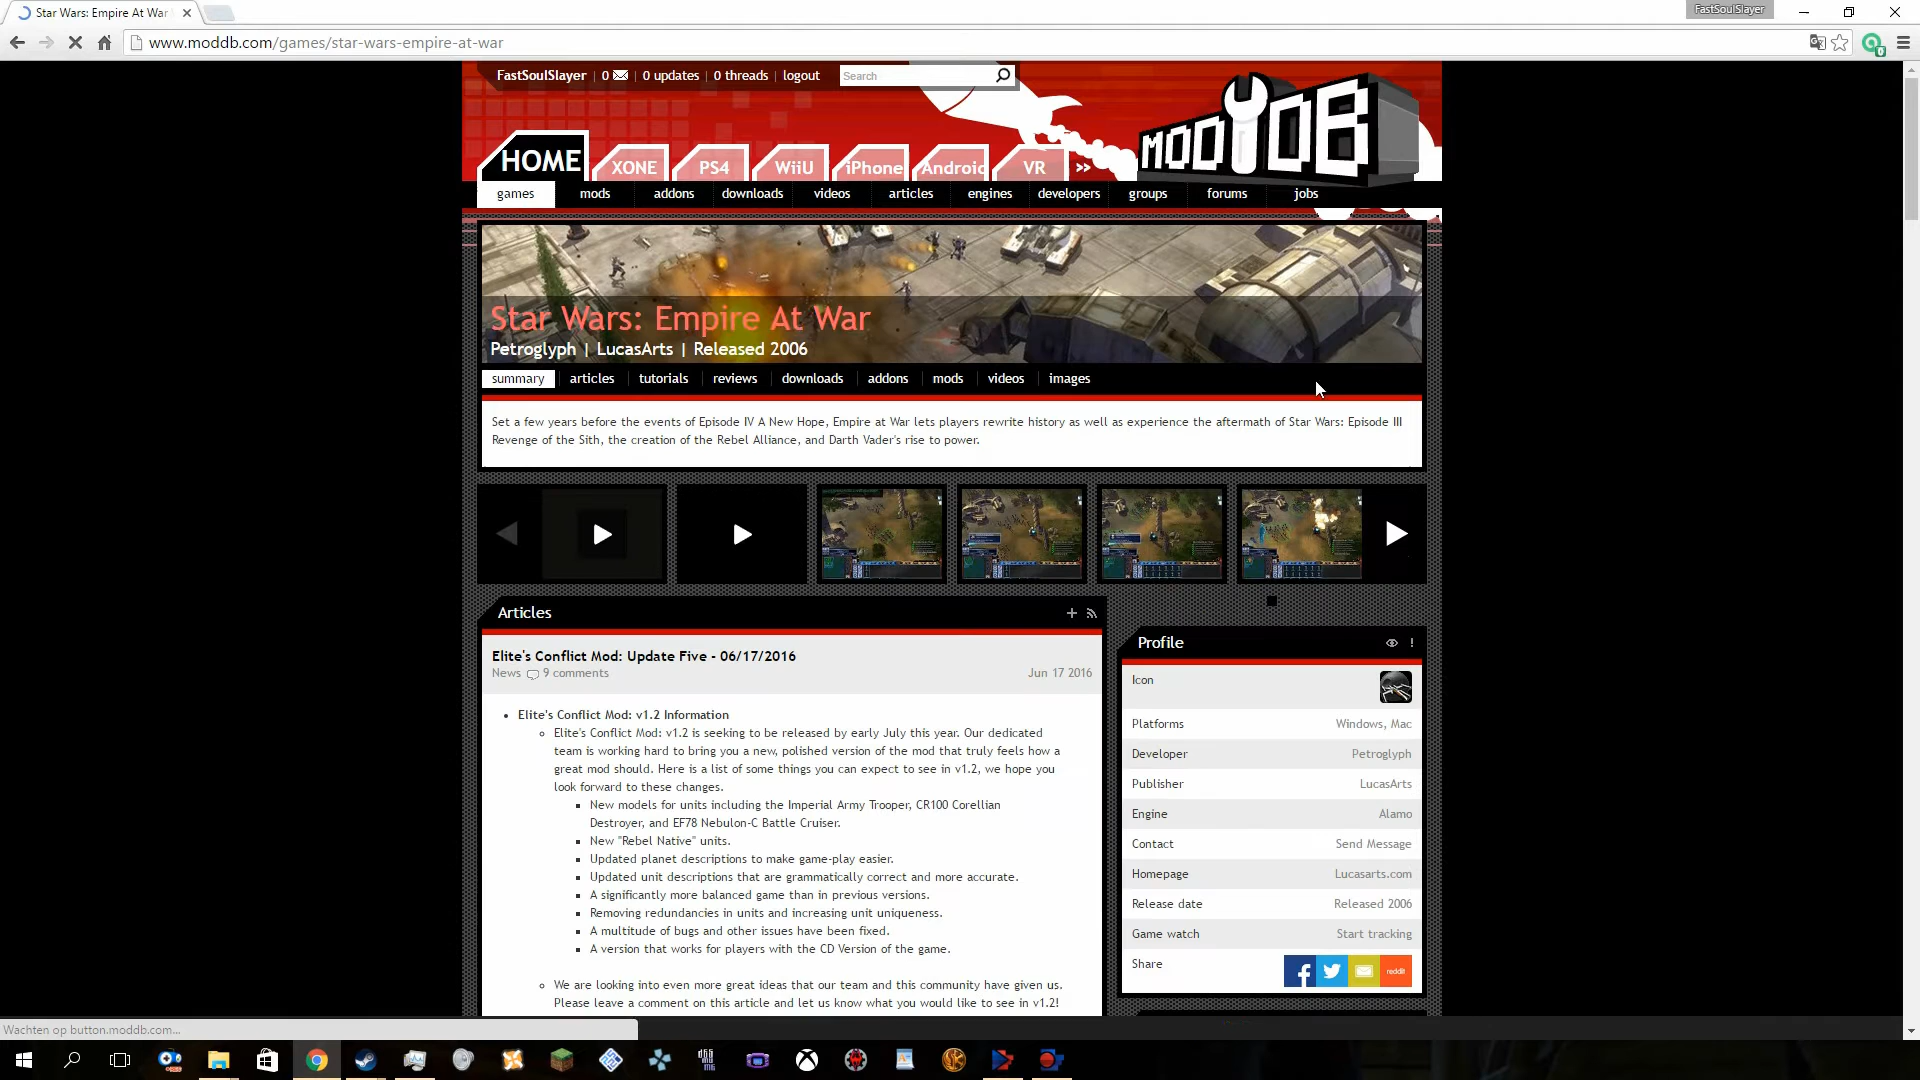 Star Wars: Empire At War
FastSoulSlayer
www.moddb.com/games/star-wars-empire-at-war
FastSoulSlayer | 0 | 0 updates | 0 threads | logout
Search
MOD DB
HOME XONE PS4 WiiU iPhone Android VR »
games mods addons downloads videos articles engines developers groups forums jobs
Star Wars: Empire At War
Petroglyph | LucasArts | Released 2006
summary articles tutorials reviews downloads addons mods videos images
Set a few years before the events of Episode IV A New Hope, Empire at War lets players rewrite history as well as experience the aftermath of Star Wars: Episode III
Revenge of the Sith, the creation of the Rebel Alliance, and Darth Vader's rise to power.
Articles
Elite's Conflict Mod: Update Five - 06/17/2016
News 9 comments Jun 17 2016
• Elite's Conflict Mod: v1.2 Information
Elite's Conflict Mod: v1.2 is seeking to be released by early July this year. Our dedicated
team is working hard to bring you a new, polished version of the mod that truly feels how a
great mod should. Here is a list of some things you can expect to see in v1.2, we hope you
look forward to these changes.
New models for units including the Imperial Army Trooper, CR100 Corellian
Destroyer, and EF78 Nebulon-C Battle Cruiser.
New "Rebel Native" units.
Updated planet descriptions to make game-play easier.
Updated unit descriptions that are grammatically correct and more accurate.
A significantly more balanced game than in previous versions.
Removing redundancies in units and increasing unit uniqueness.
A multitude of bugs and other issues have been fixed.
A version that works for players with the CD Version of the game.
We are looking into even more great ideas that our team and this community have given us.
Please leave a comment on this article and let us know what you would like to see in v1.2!
Profile
Icon
Platforms Windows, Mac
Developer Petroglyph
Publisher LucasArts
Engine Alamo
Contact Send Message
Homepage Lucasarts.com
Release date Released 2006
Game watch Start tracking
Share reddit
Wachten op button.moddb.com...